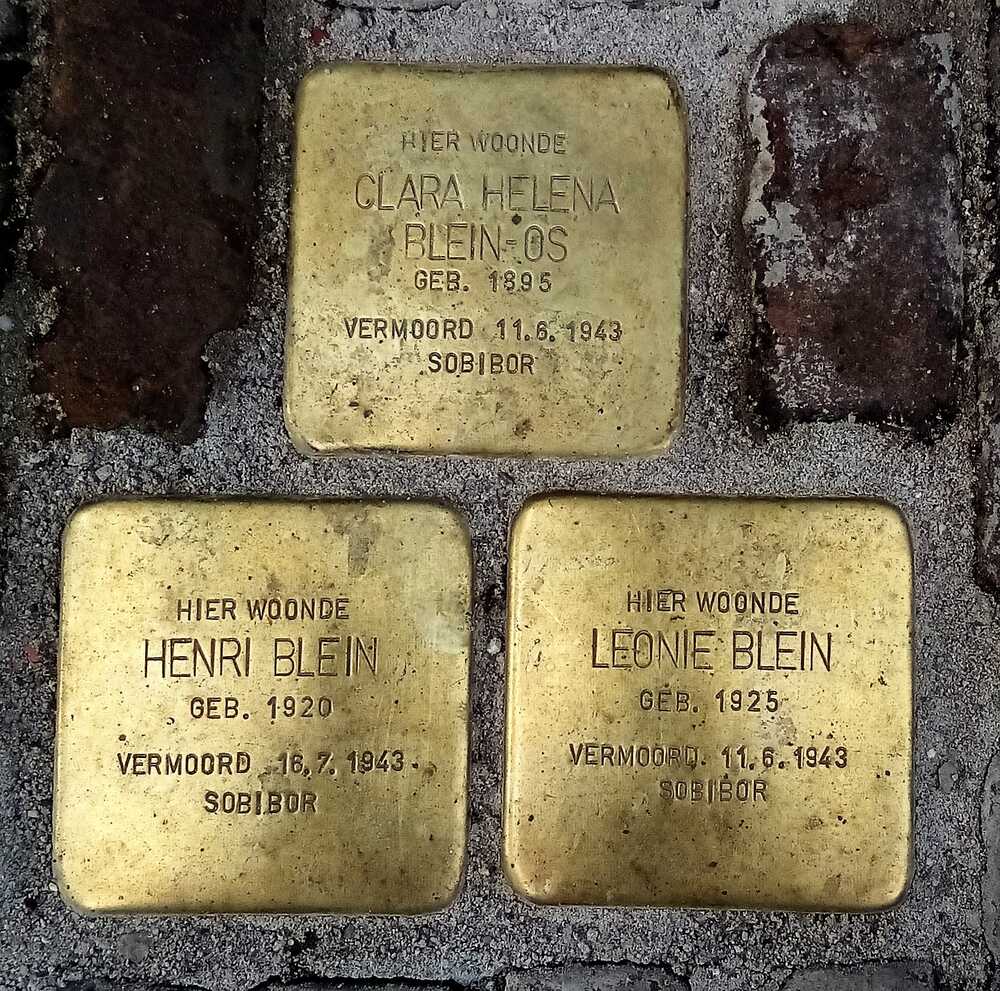 HIER WOONDE
CLARA HELENA
BLEIN-OS
GEB. 1895
VERMOORD 11.6.1943
SOBIBOR
HIER WOONDE
HENRI BLEIN
GEB. 1920
VERMOORD 16.7.1943
SOBIBOR
HIER WOONDE
LEONIE BLEIN
GEB. 1925
VERMOORD 11.6.1943
SOBIBOR